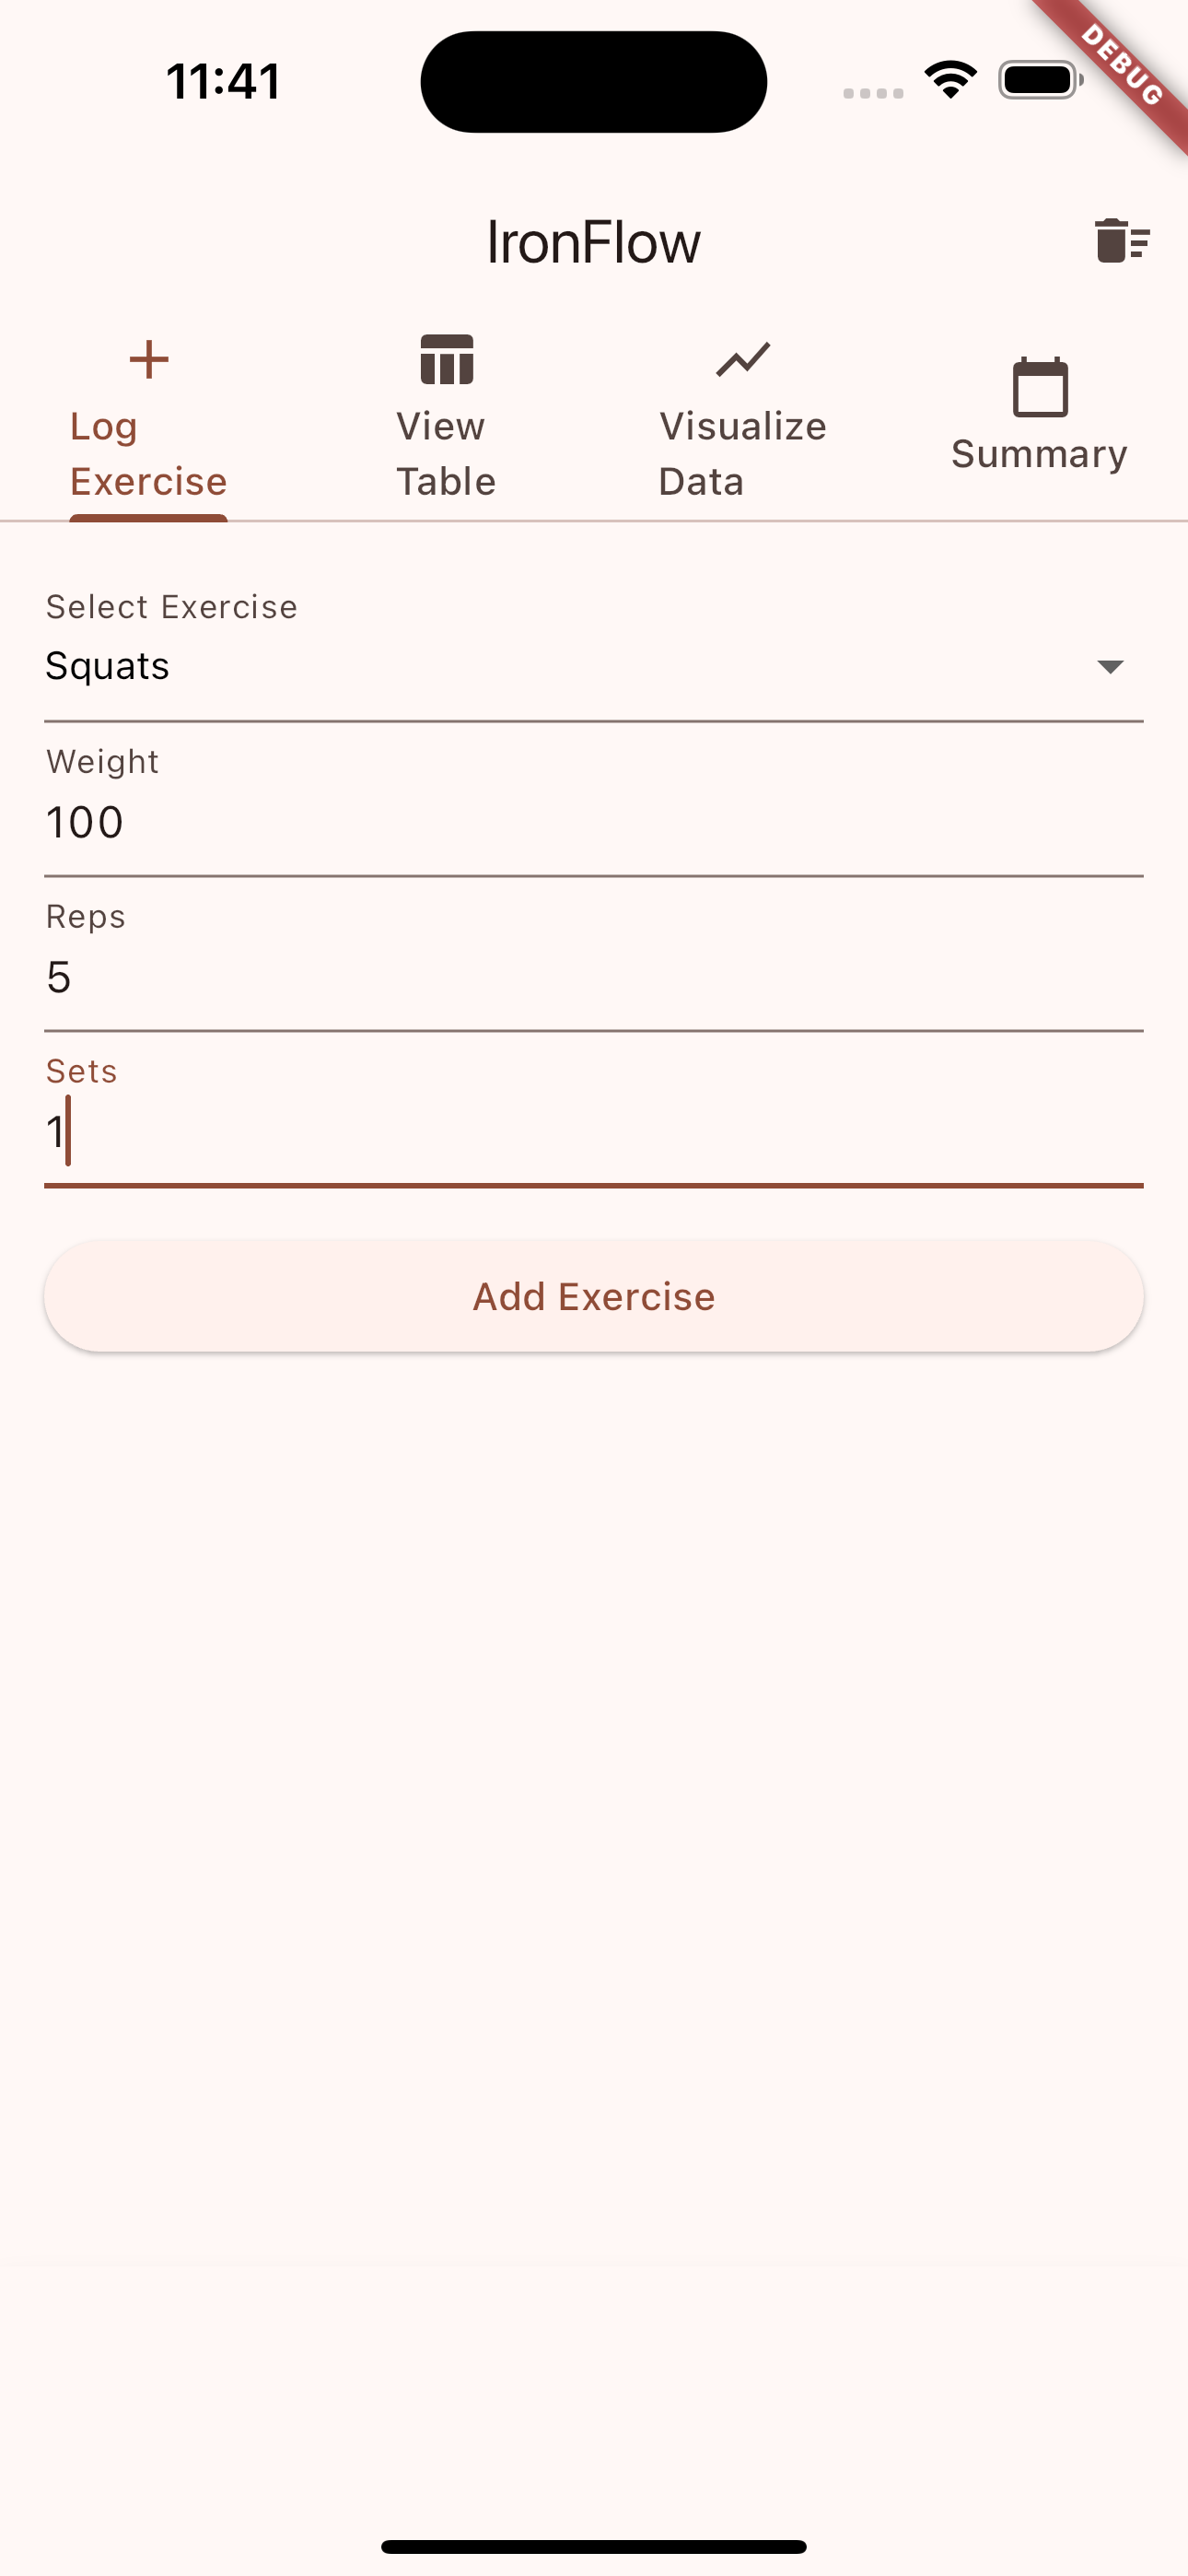 11:41
DEBUG
IronFlow
Log
Exercise
View
Table
Visualize
Data
Summary
Select Exercise
Squats
Weight
100
Reps
5
Sets
1
Add Exercise